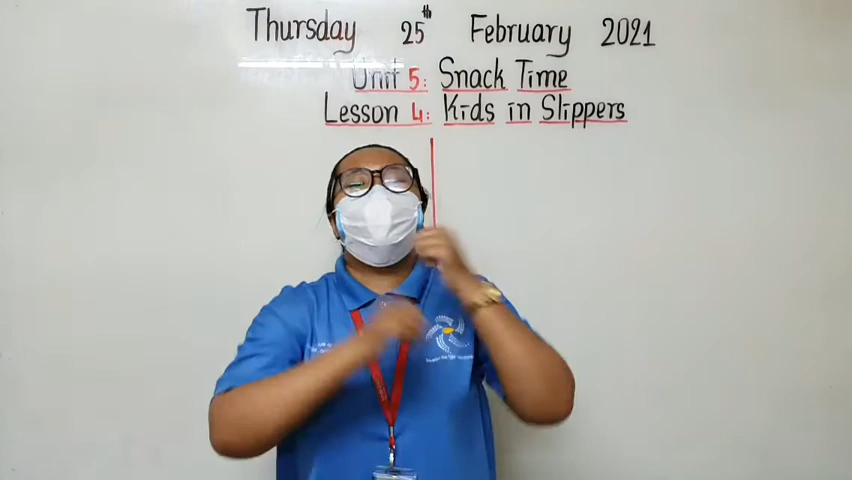 Thursday 25th February 2021
Unit 5: Snack Time
Lesson 4: Kids in Slippers